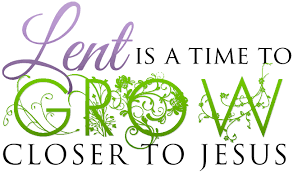 Lent IS A TIME TO
GROW
CLOSER TO JESUS